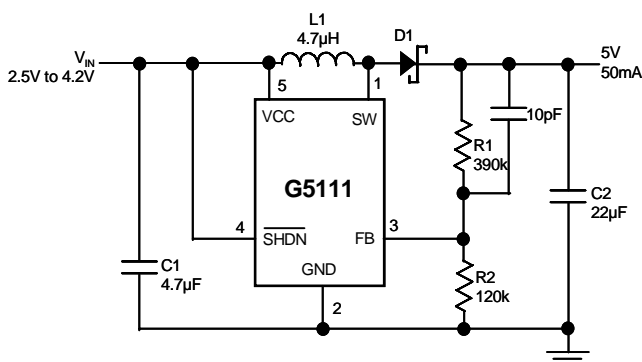 L1
4.7µH
D1
V_IN
2.5V to 4.2V
5V
50mA
5
1
VCC
SW
10pF
R1
390k
G5111
C2
22µF
4
SHDN
FB
3
C1
4.7µF
GND
2
R2
120k